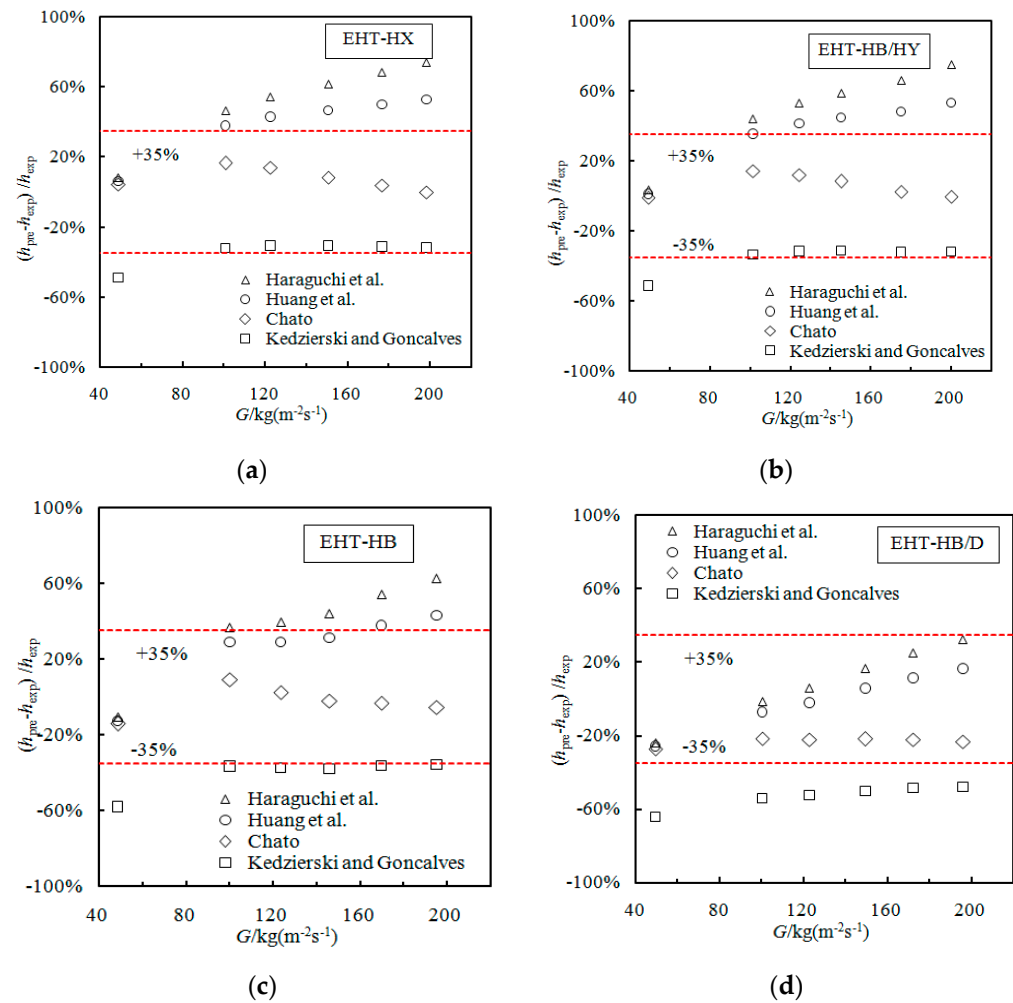 100%
60%
20%
-20%
-60%
-100%
(hpre-hexp) /hexp
EHT-HX
+35%
Haraguchi et al.
Huang et al.
Chato
Kedzierski and Goncalves
40 80 120 160 200
G/kg(m-2s-1)
(a)
100%
60%
20%
-20%
-60%
-100%
(hpre-hexp) /hexp
EHT-HB/HY
+35%
-35%
Haraguchi et al.
Huang et al.
Chato
Kedzierski and Goncalves
40 80 120 160 200
G/kg(m-2s-1)
(b)
100%
60%
20%
-20%
-60%
-100%
(hpre-hexp) /hexp
EHT-HB
+35%
-35%
Haraguchi et al.
Huang et al.
Chato
Kedzierski and Goncalves
40 80 120 160 200
G/kg(m-2s-1)
(c)
100%
60%
20%
-20%
-60%
-100%
(hpre-hexp) /hexp
Haraguchi et al.
Huang et al.
Chato
Kedzierski and Goncalves
EHT-HB/D
+35%
-35%
40 80 120 160 200
G/kg(m-2s-1)
(d)